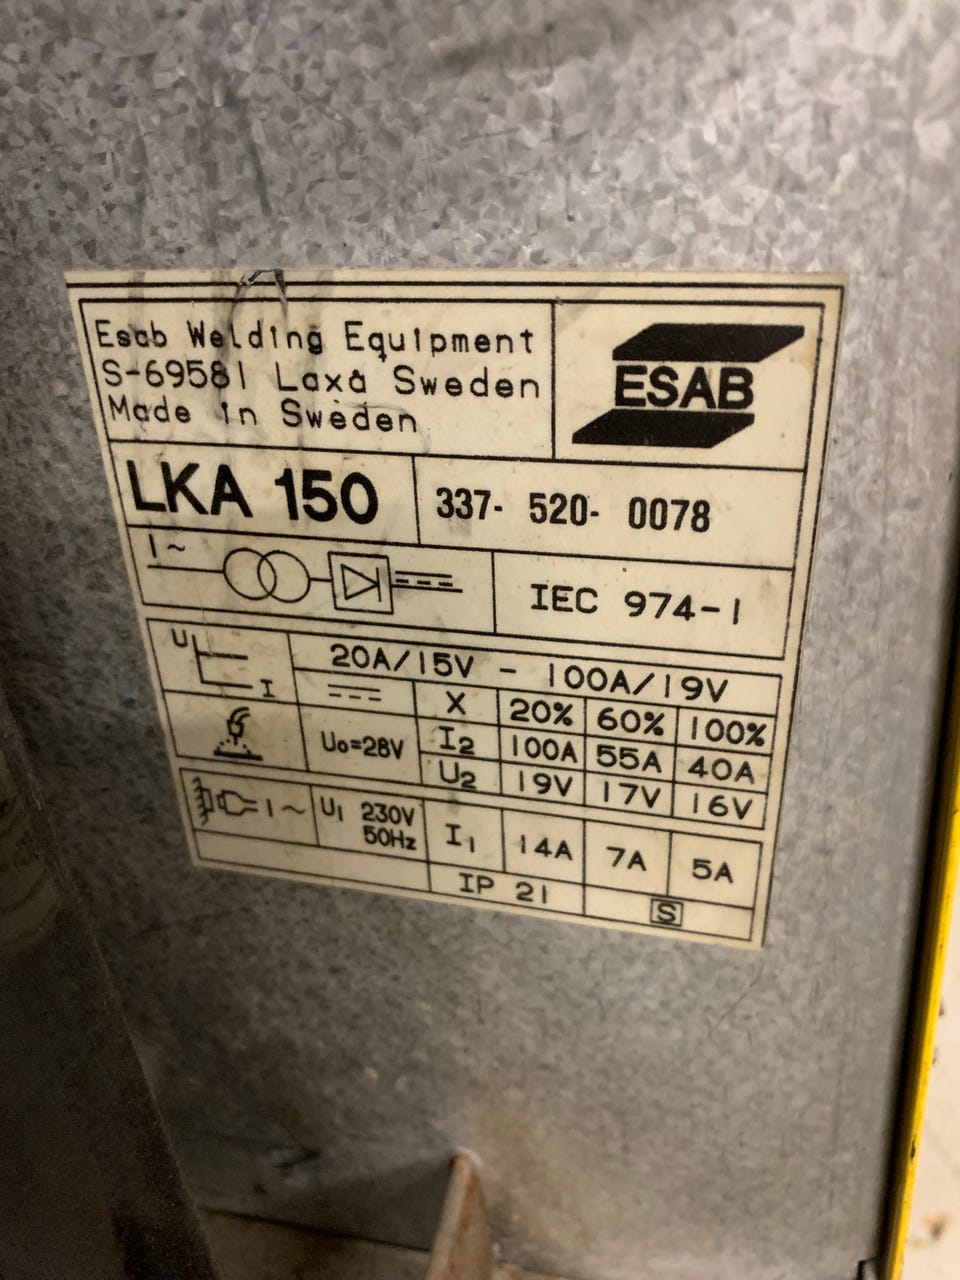 Esab Welding Equipment
S-69581 Laxå Sweden
Made in Sweden
ESAB
LKA 150
337- 520- 0078
1~
IEC 974-1
U
I
20A/15V - 100A/19V
X 20% 60% 100%
U₀=28V
I₂ 100A 55A 40A
U₂ 19V 17V 16V
1~
U₁ 230V
50Hz
I₁ 14A 7A 5A
IP 21
S